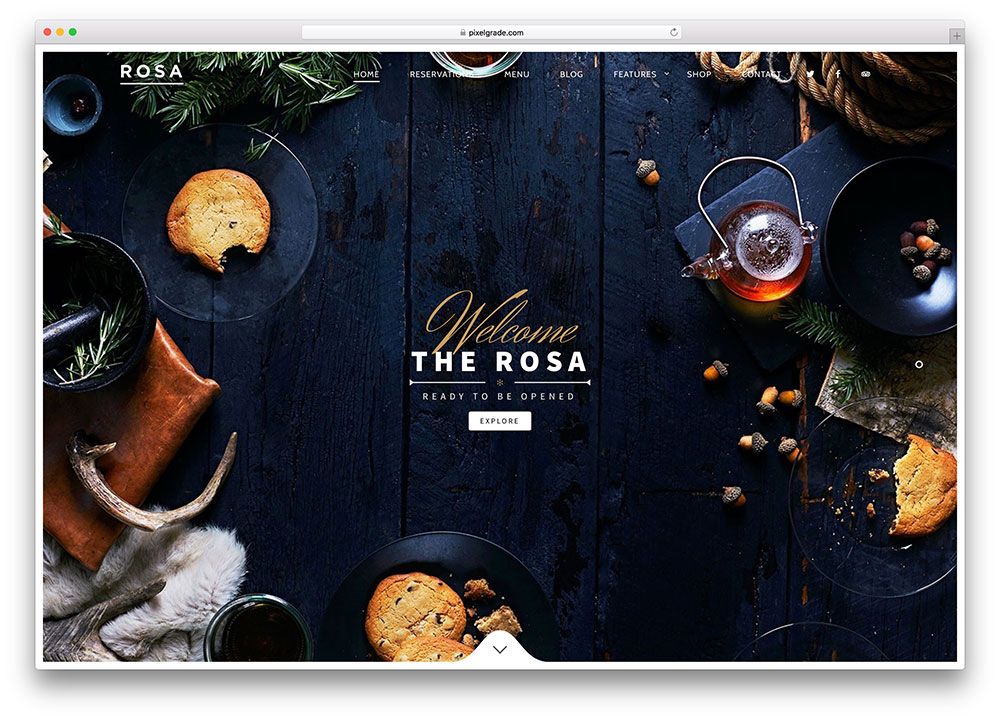 pixelgrade.com
ROSA
HOME RESERVATIONS MENU BLOG FEATURES SHOP CONTACT
Welcome
THE ROSA
READY TO BE OPENED
EXPLORE